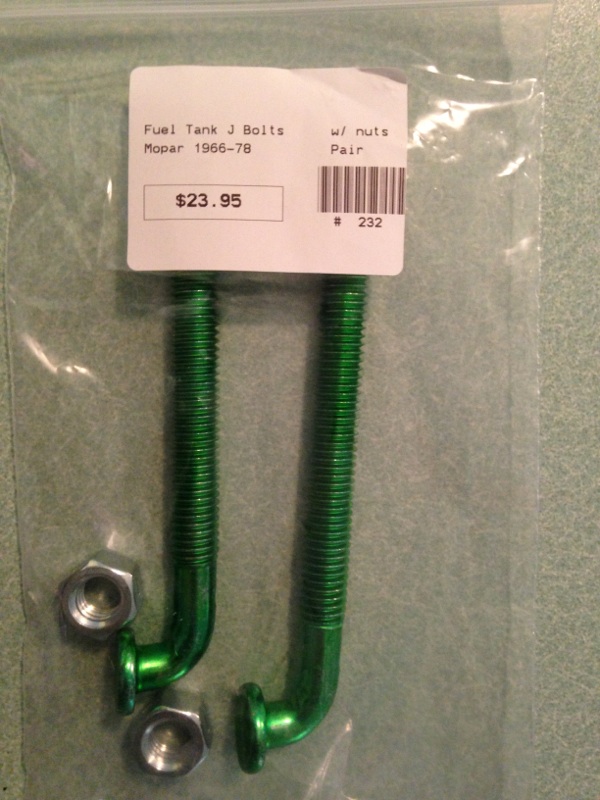 Fuel Tank J Bolts w/ nuts
Mopar 1966-78 Pair
$23.95
# 232